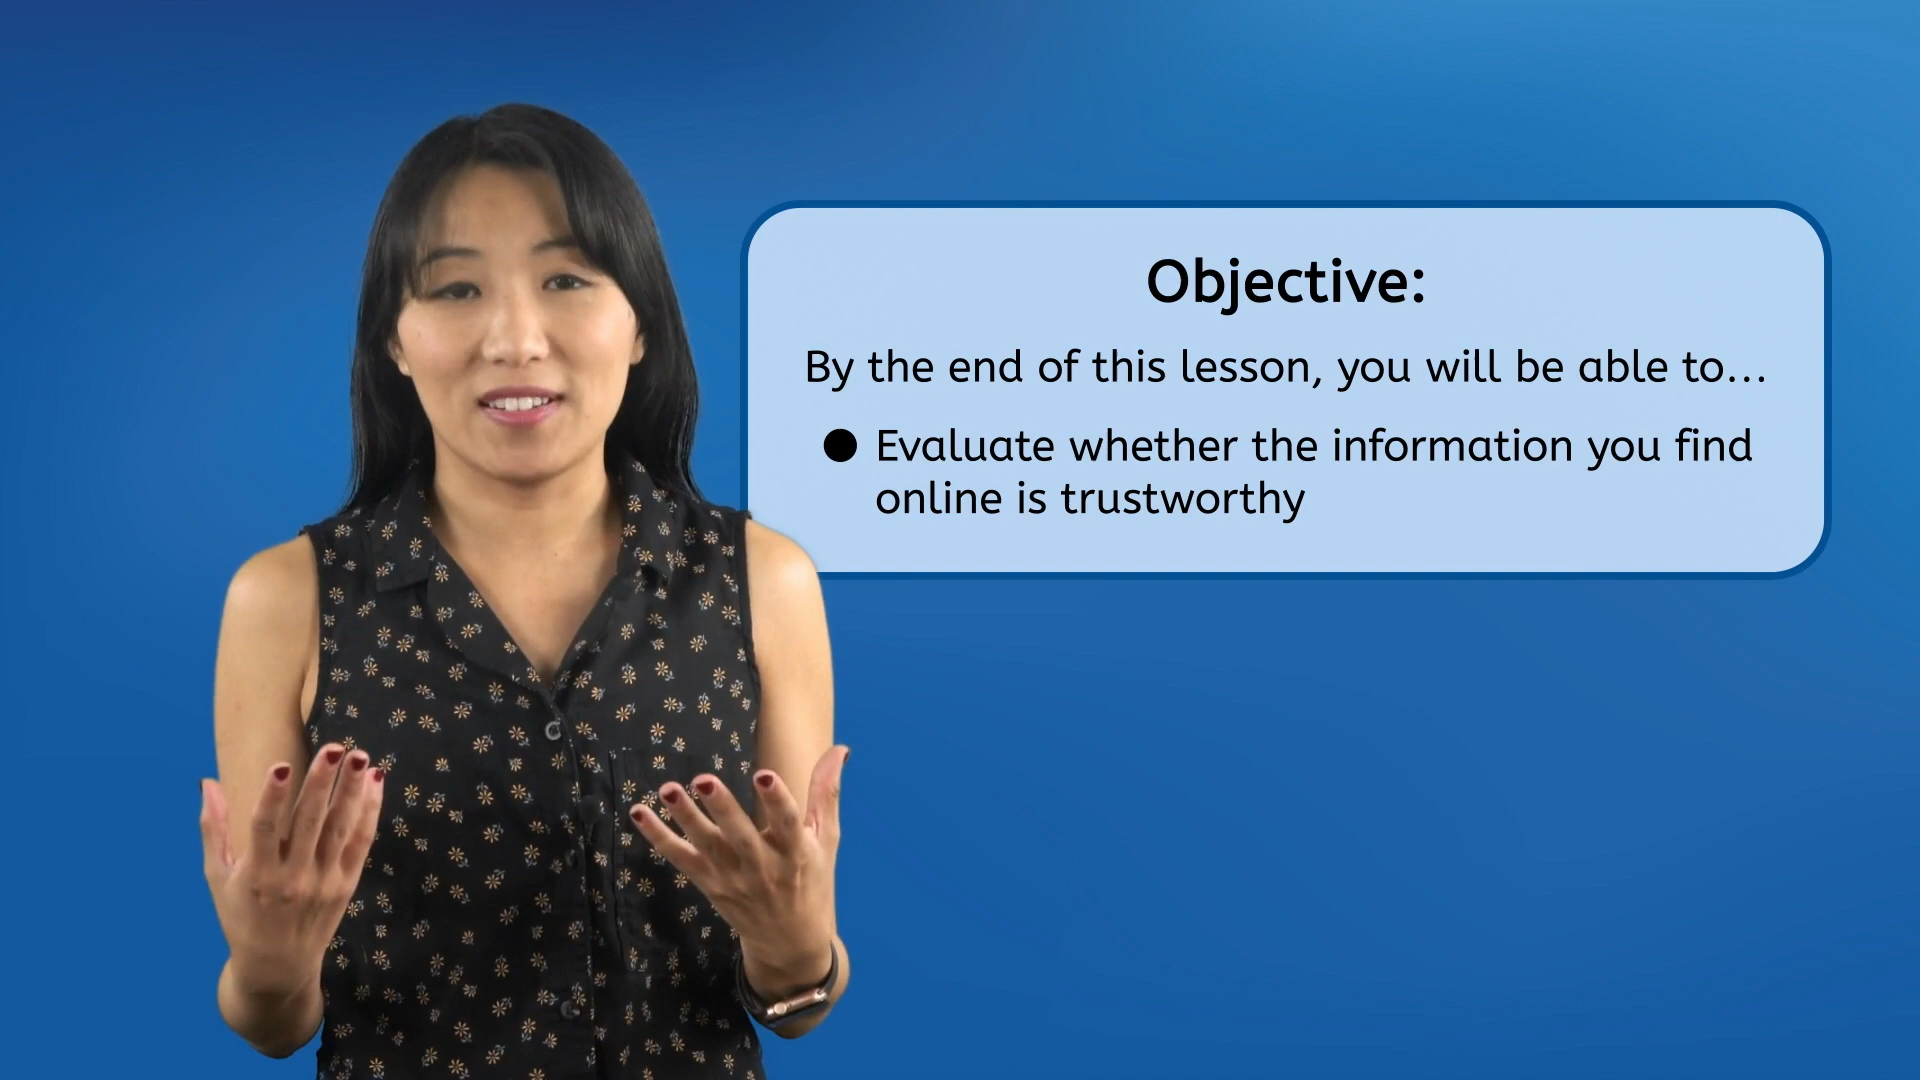 Objective:
By the end of this lesson, you will be able to...
● Evaluate whether the information you find
online is trustworthy